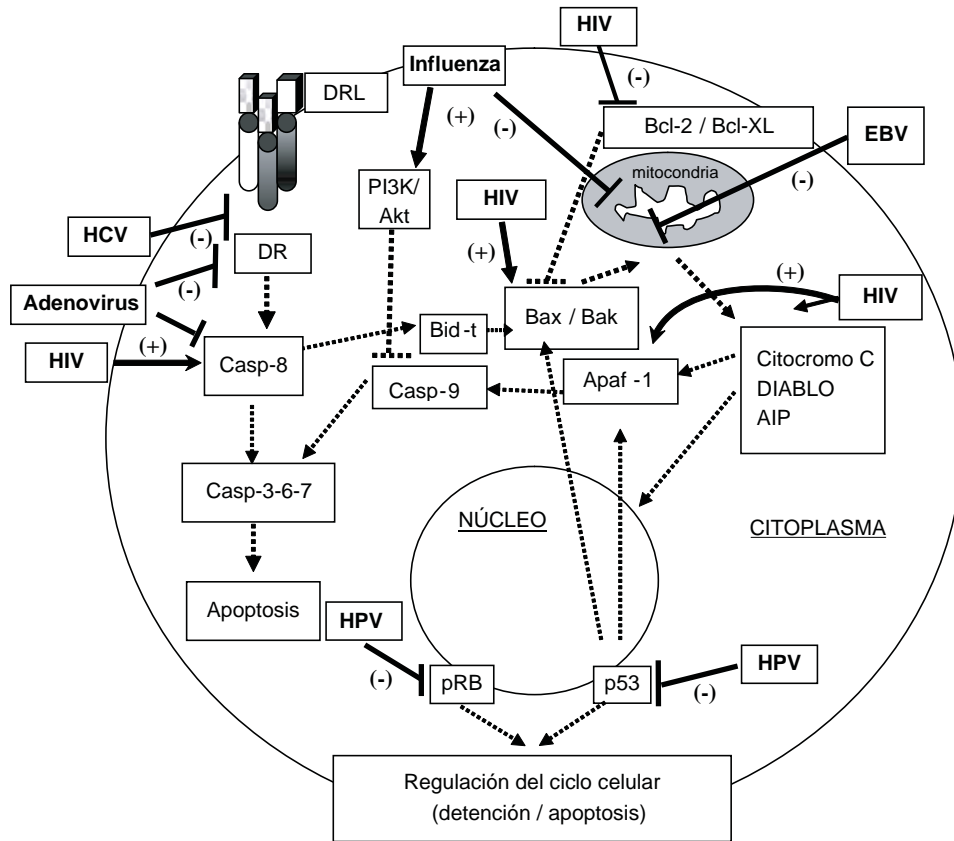 HIV
Influenza
(-)
DRL
(+)
(-)
Bcl-2 / Bcl-XL
EBV
mitocondria
(-)
PI3K/
Akt
HIV
HCV
(-)
DR
(+)
(+)
Adenovirus
(-)
HIV
Bax / Bak
Bid-t
HIV
(+)
Casp-8
Citocromo C
DIABLO
AIP
Apaf -1
Casp-9
Casp-3-6-7
NÚCLEO
CITOPLASMA
Apoptosis
HPV
HPV
(-)
pRB
p53
(-)
Regulación del ciclo celular
(detención / apoptosis)